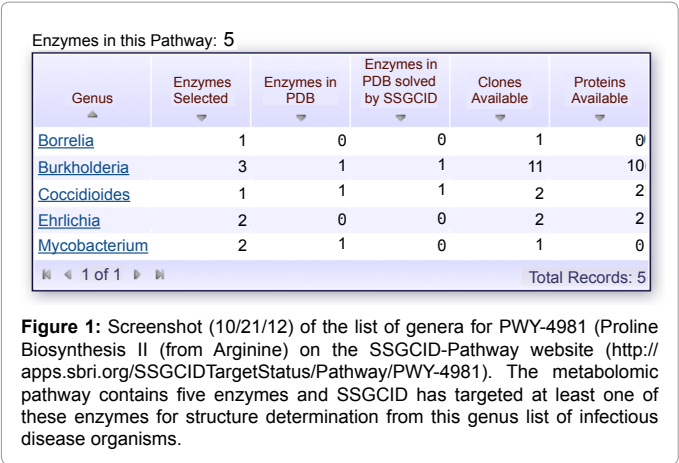 Enzymes in this Pathway: 5
Genus Enzymes Selected Enzymes in PDB Enzymes in PDB solved by SSGCID Clones Available Proteins Available
Borrelia 1 0 0 1 0
Burkholderia 3 1 1 11 10
Coccidioides 1 1 1 2 2
Ehrlichia 2 0 0 2 2
Mycobacterium 2 1 0 1 0
1 of 1 Total Records: 5
Figure 1: Screenshot (10/21/12) of the list of genera for PWY-4981 (Proline
Biosynthesis II (from Arginine) on the SSGCID-Pathway website (http://
apps.sbri.org/SSGCIDTargetStatus/Pathway/PWY-4981). The metabolomic
pathway contains five enzymes and SSGCID has targeted at least one of
these enzymes for structure determination from this genus list of infectious
disease organisms.